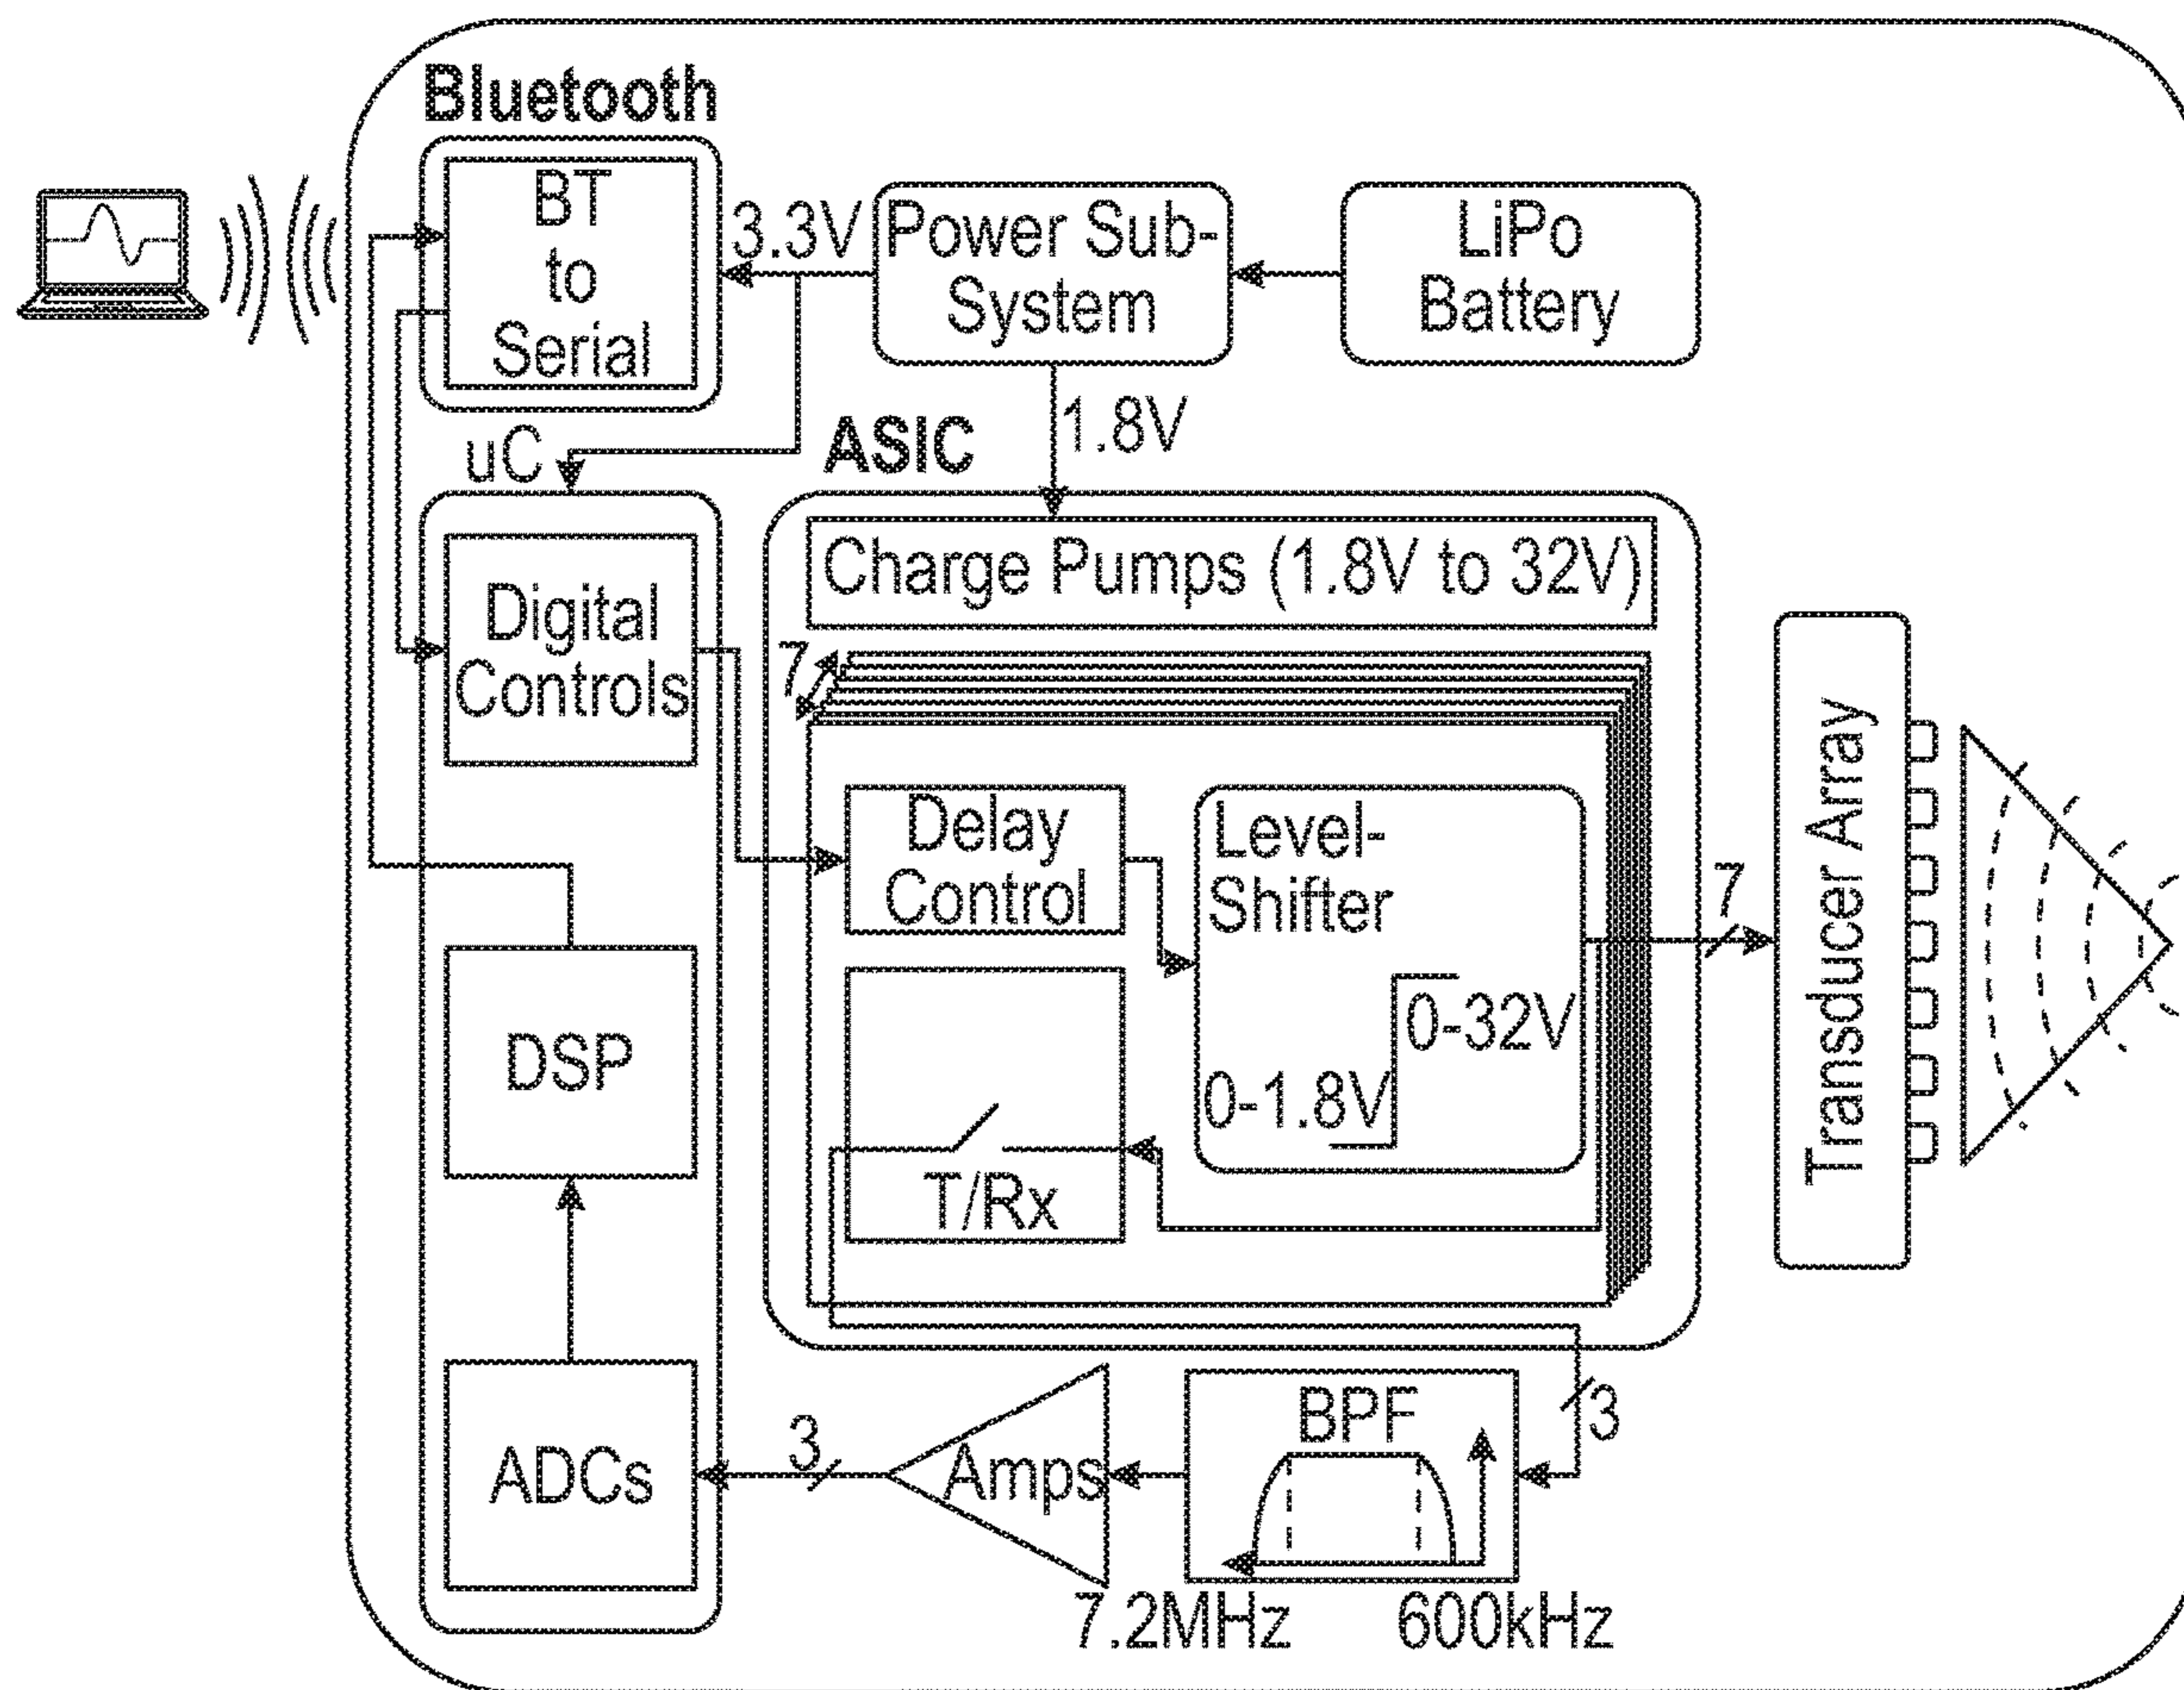 Bluetooth
BT
to
Serial
3.3V
Power Sub-
System
LiPo
Battery
1.8V
uC
ASIC
Charge Pumps (1.8V to 32V)
Digital
Controls
7
Delay
Control
Level-
Shifter
0-32V
0-1.8V
T/Rx
7
Transducer Array
DSP
ADCs
3
Amps
BPF
3
7.2MHz
600kHz